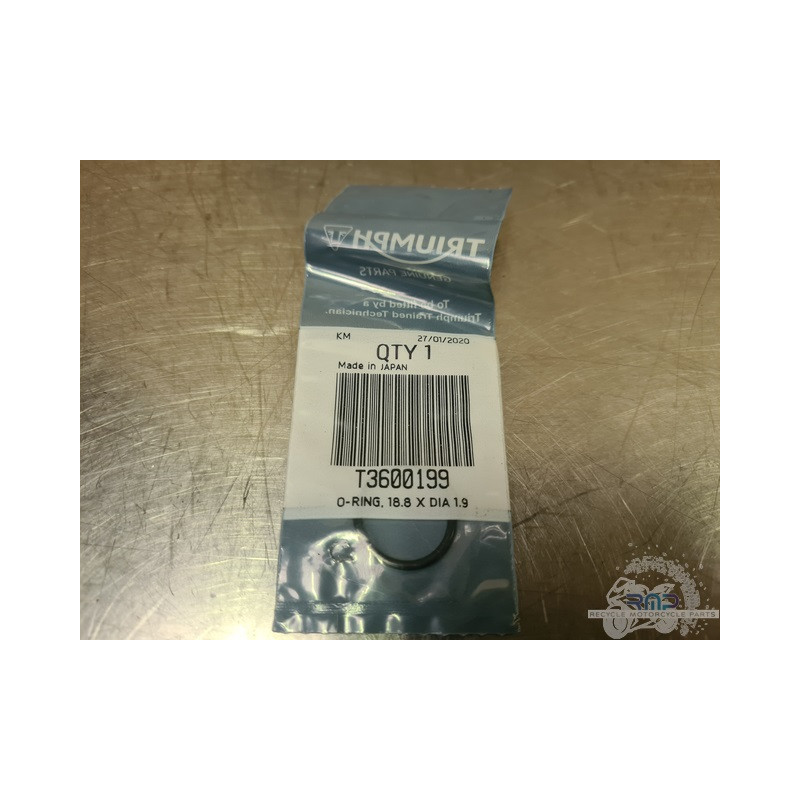 TRIUMPH
GENUINE PARTS
To be fitted by a
Triumph Trained Technician.
KM 27/01/2020
QTY 1
Made in JAPAN
T3600199
O-RING, 18.8 X DIA 1.9
RMP
RECYCLE MOTORCYCLE PARTS